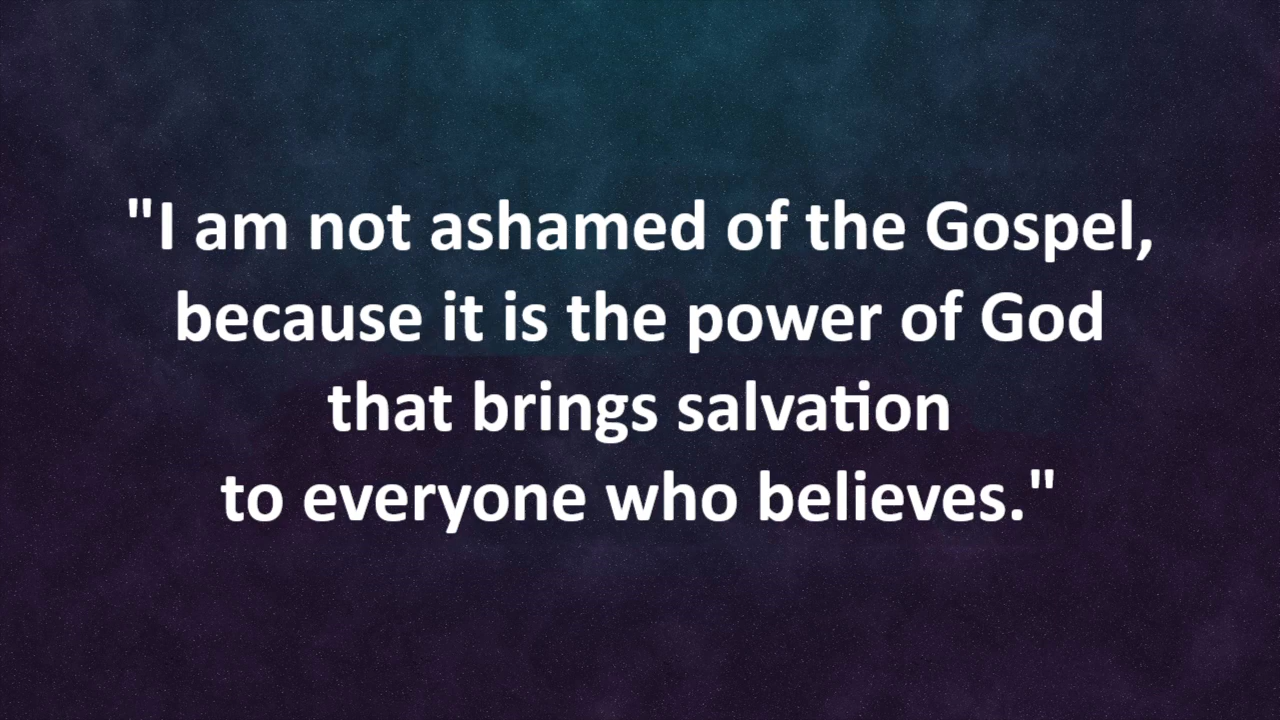 "I am not ashamed of the Gospel,
because it is the power of God
that brings salvation
to everyone who believes."